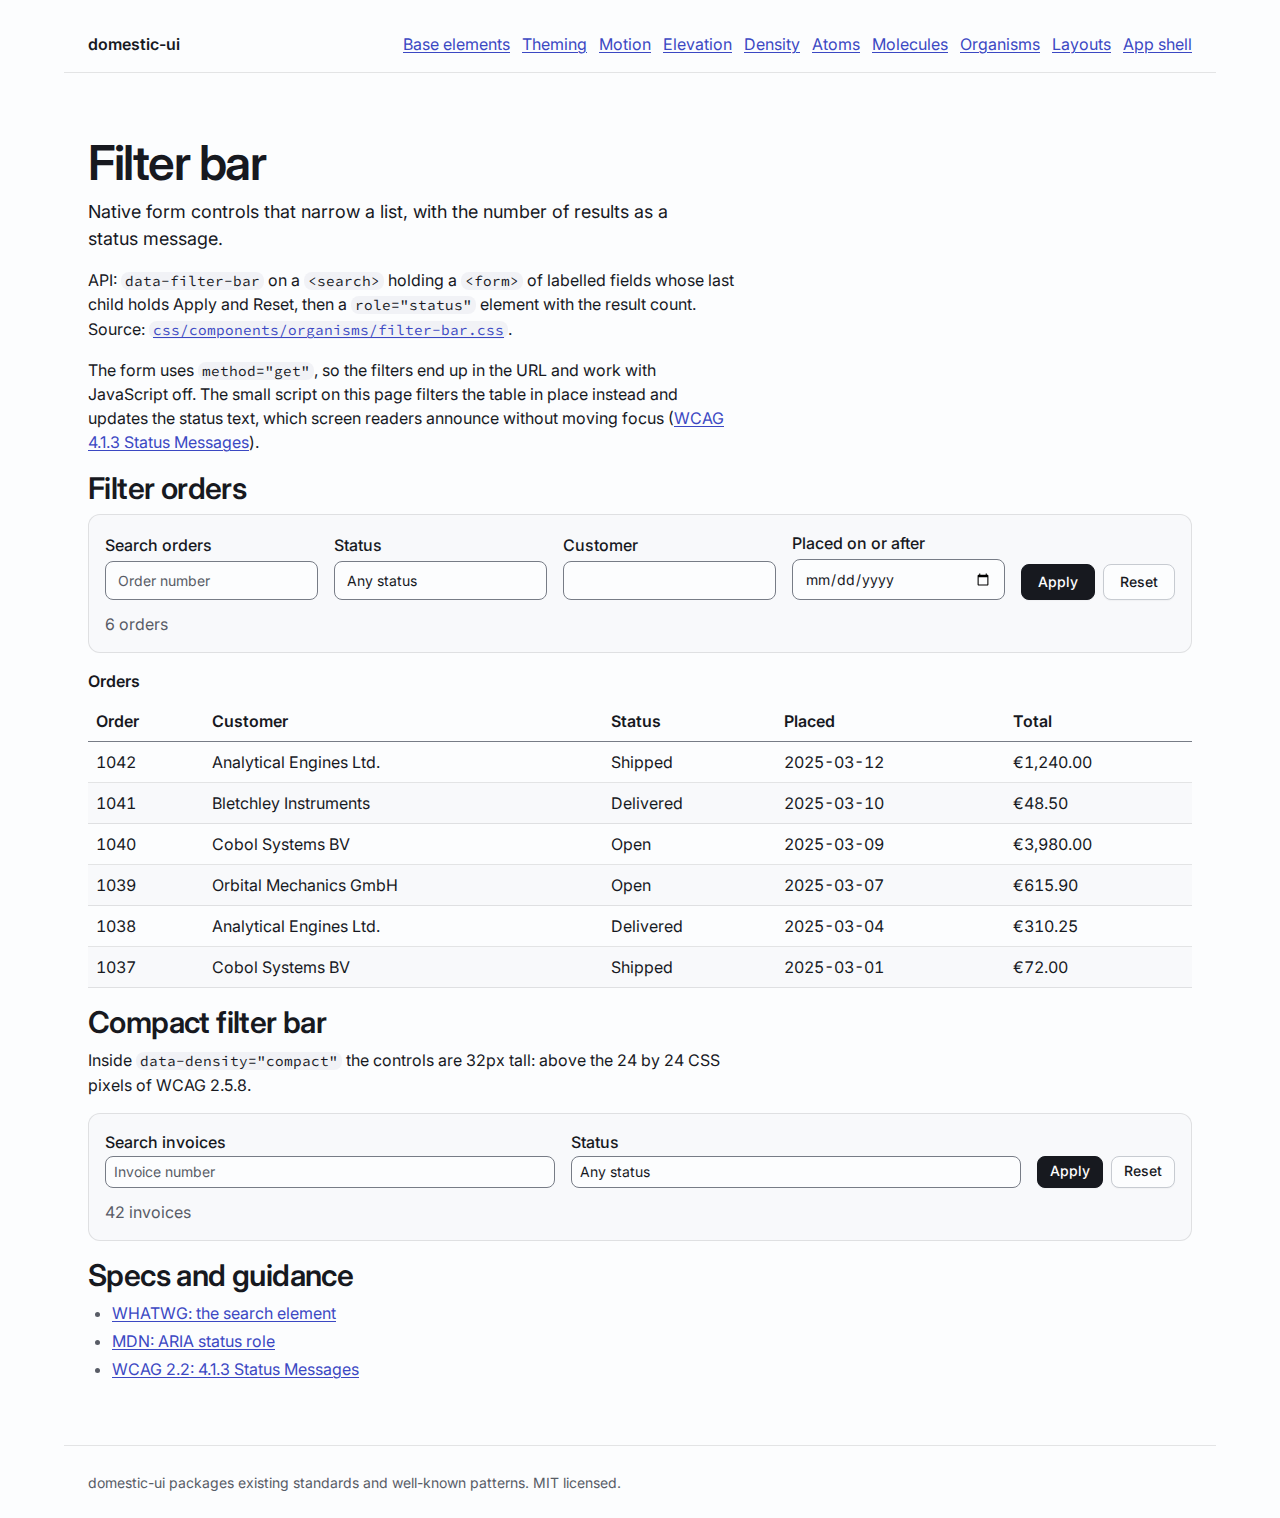 domestic-ui
Base elements Theming Motion Elevation Density Atoms Molecules Organisms Layouts App shell
Filter bar
Native form controls that narrow a list, with the number of results as a
status message.
API: data-filter-bar on a <search> holding a <form> of labelled fields whose last
child holds Apply and Reset, then a role="status" element with the result count.
Source: css/components/organisms/filter-bar.css.
The form uses method="get", so the filters end up in the URL and work with
JavaScript off. The small script on this page filters the table in place instead and
updates the status text, which screen readers announce without moving focus (WCAG
4.1.3 Status Messages).
Filter orders
Search orders Status Customer Placed on or after
Order number Any status mm/dd/yyyy Apply Reset
6 orders
Orders
Order Customer Status Placed Total
1042 Analytical Engines Ltd. Shipped 2025-03-12 €1,240.00
1041 Bletchley Instruments Delivered 2025-03-10 €48.50
1040 Cobol Systems BV Open 2025-03-09 €3,980.00
1039 Orbital Mechanics GmbH Open 2025-03-07 €615.90
1038 Analytical Engines Ltd. Delivered 2025-03-04 €310.25
1037 Cobol Systems BV Shipped 2025-03-01 €72.00
Compact filter bar
Inside data-density="compact" the controls are 32px tall: above the 24 by 24 CSS
pixels of WCAG 2.5.8.
Search invoices Status
Invoice number Any status Apply Reset
42 invoices
Specs and guidance
WHATWG: the search element
MDN: ARIA status role
WCAG 2.2: 4.1.3 Status Messages
domestic-ui packages existing standards and well-known patterns. MIT licensed.